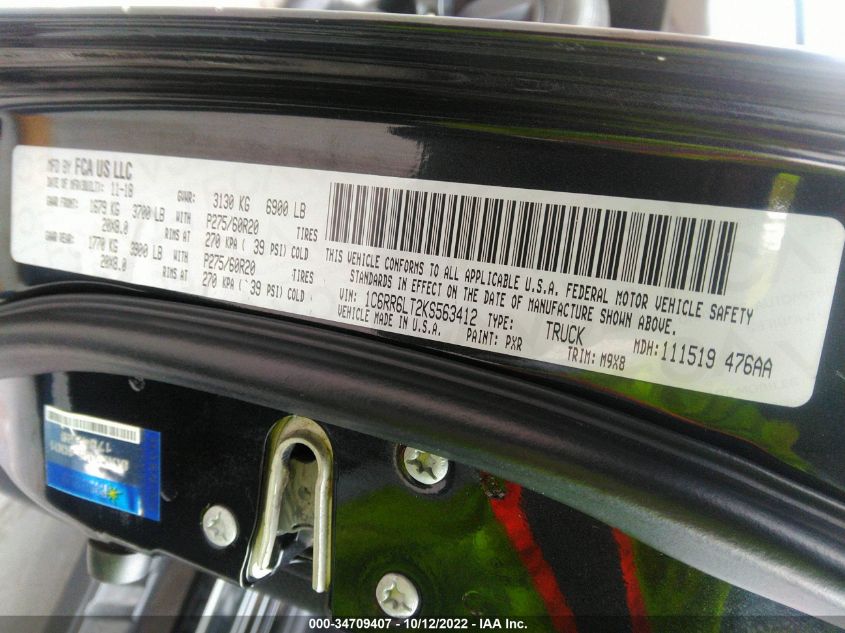 MFD BY FCA US LLC
DATE OF MFR(BUILT): 11-18 GVWR: 3130 KG 6900 LB
GAWR FRONT: 1679 KG 3700 LB WITH P275/60R20 TIRES
20X8.0 RIMS AT 270 KPA ( 39 PSI) COLD
GAWR REAR: 1770 KG 3900 LB WITH P275/60R20 TIRES
20X8.0 RIMS AT 270 KPA ( 39 PSI) COLD
THIS VEHICLE CONFORMS TO ALL APPLICABLE U.S.A. FEDERAL MOTOR VEHICLE SAFETY
STANDARDS IN EFFECT ON THE DATE OF MANUFACTURE SHOWN ABOVE.
VIN: 1C6RR6LT2KS563412 TYPE: TRUCK MDH:111519 476AA
VEHICLE MADE IN U.S.A. PAINT: PXR TRIM: M9X8
000-34709407 - 10/12/2022 - IAA Inc.